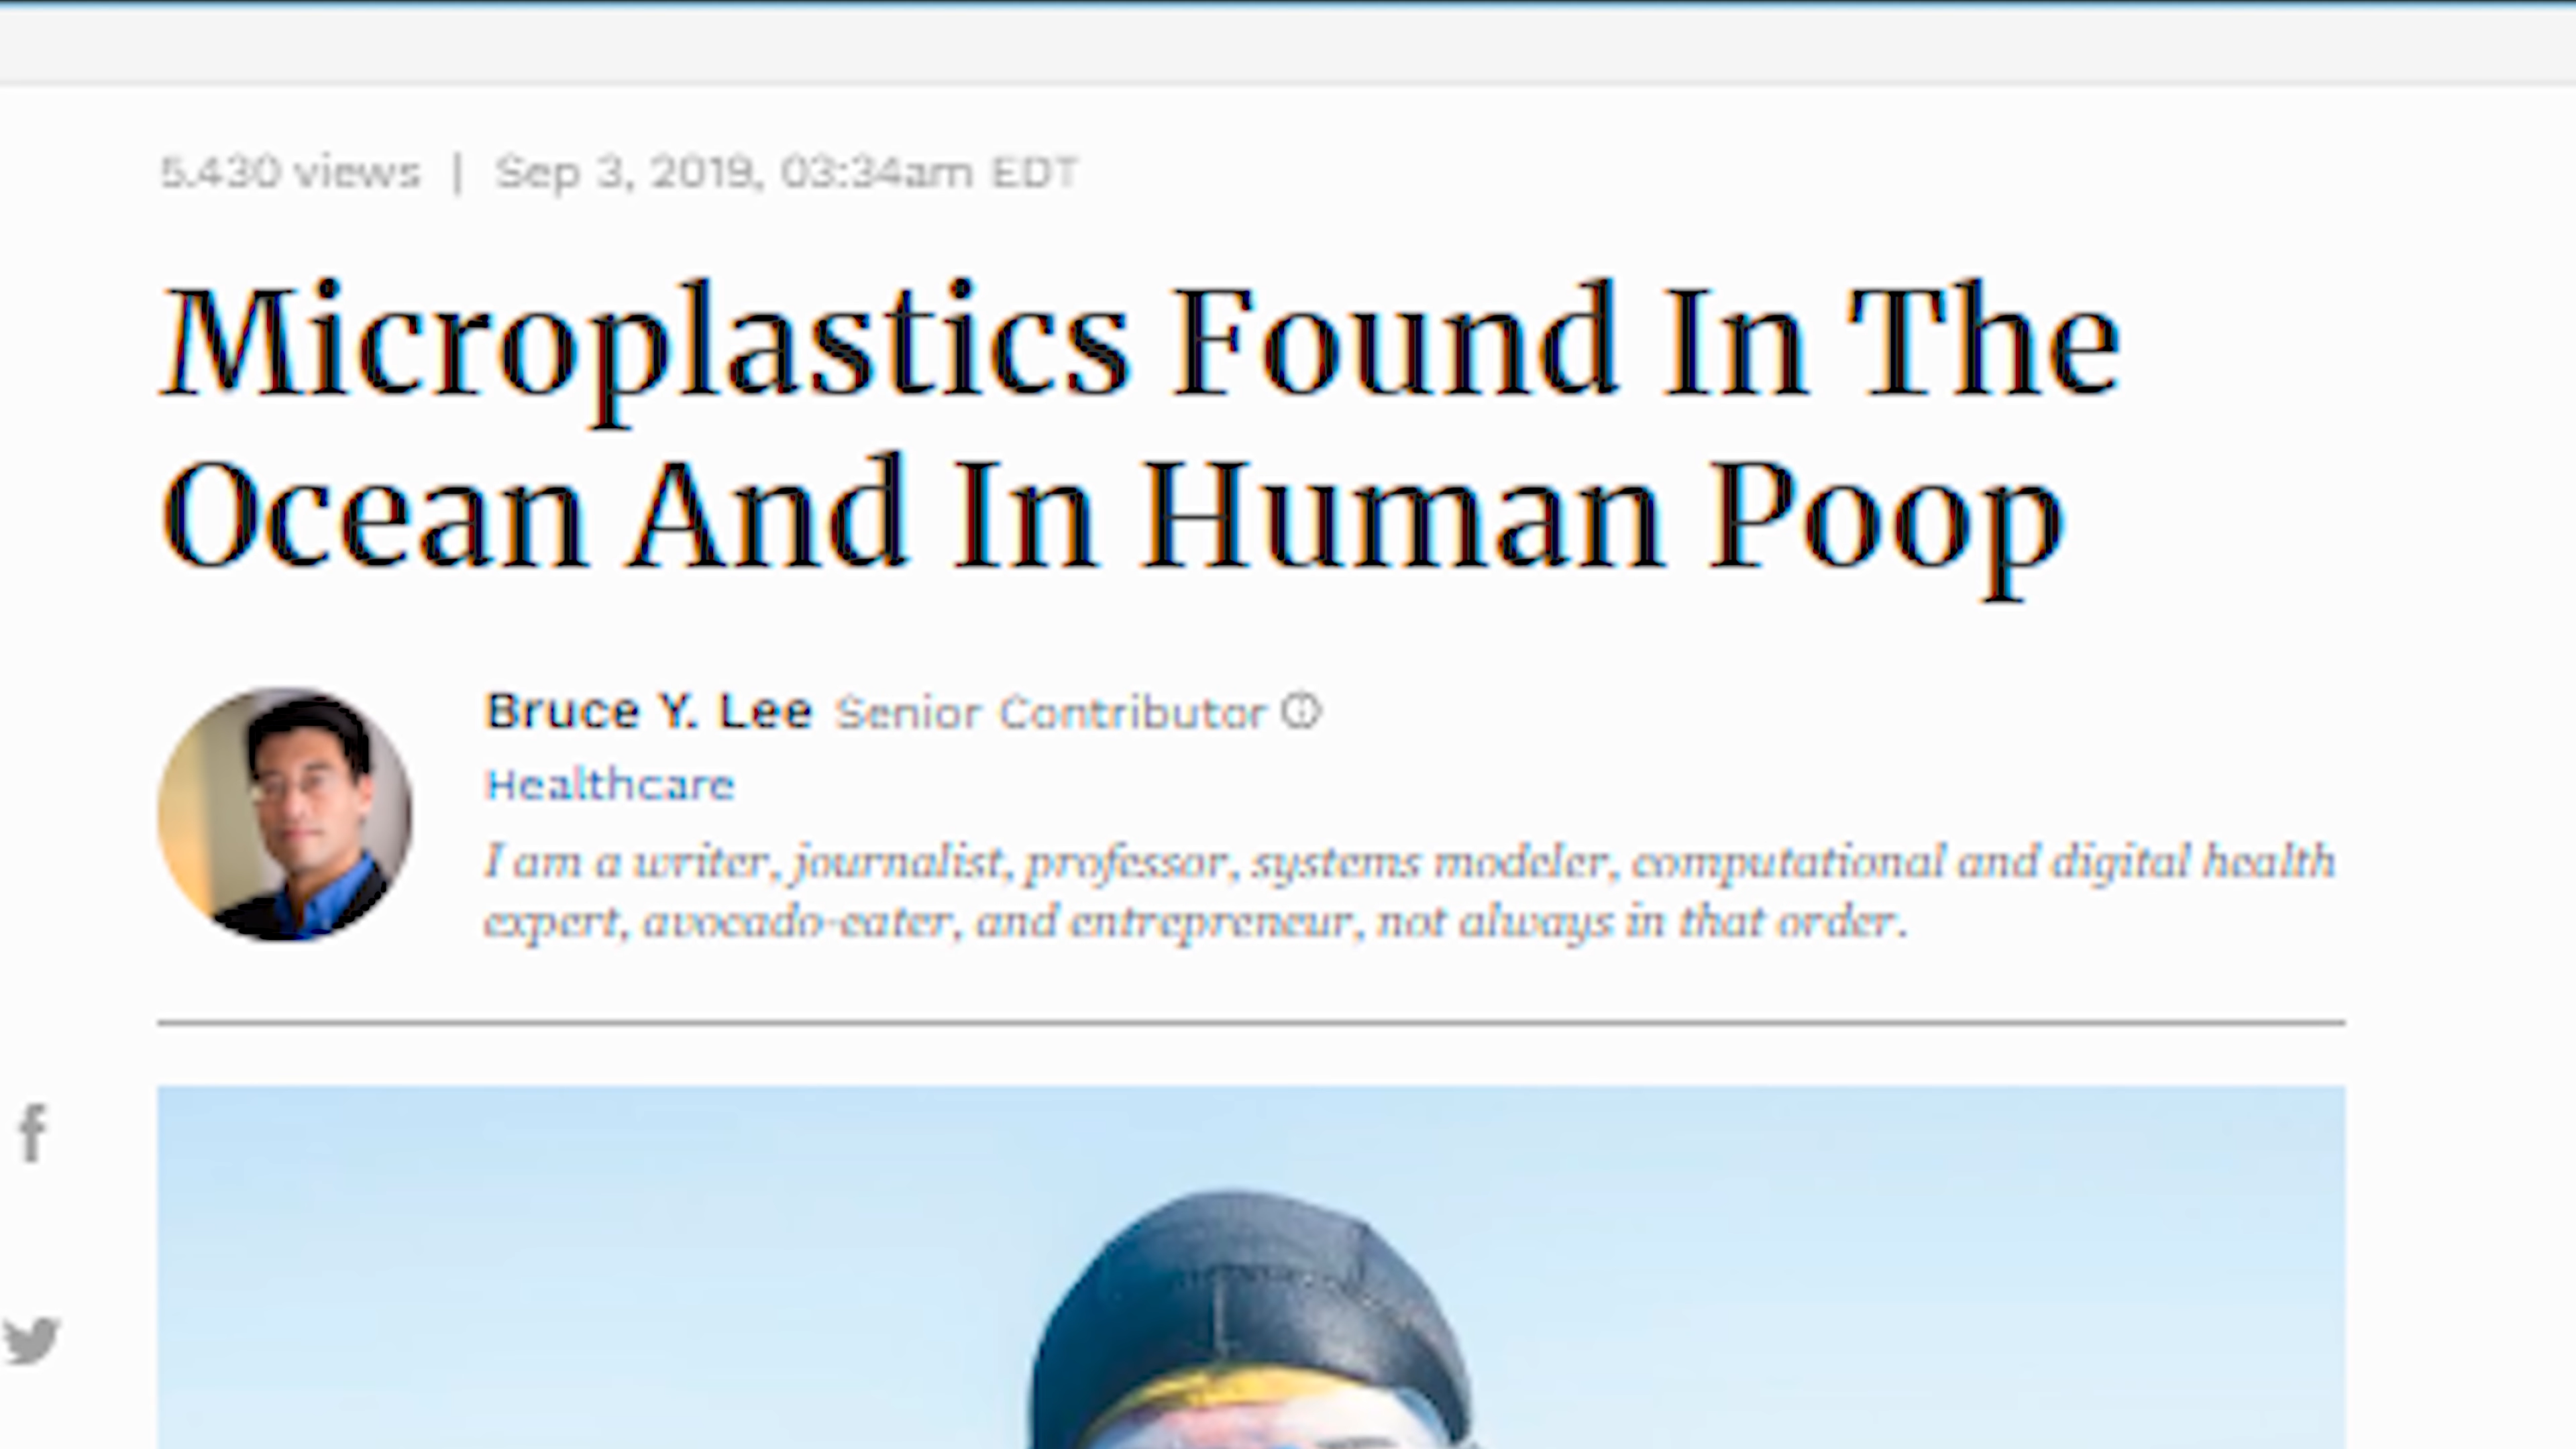 5,430 views | Sep 3, 2019, 03:34am EDT
Microplastics Found In The
Ocean And In Human Poop
Bruce Y. Lee Senior Contributor
Healthcare
I am a writer, journalist, professor, systems modeler, computational and digital health
expert, avocado-eater, and entrepreneur, not always in that order.